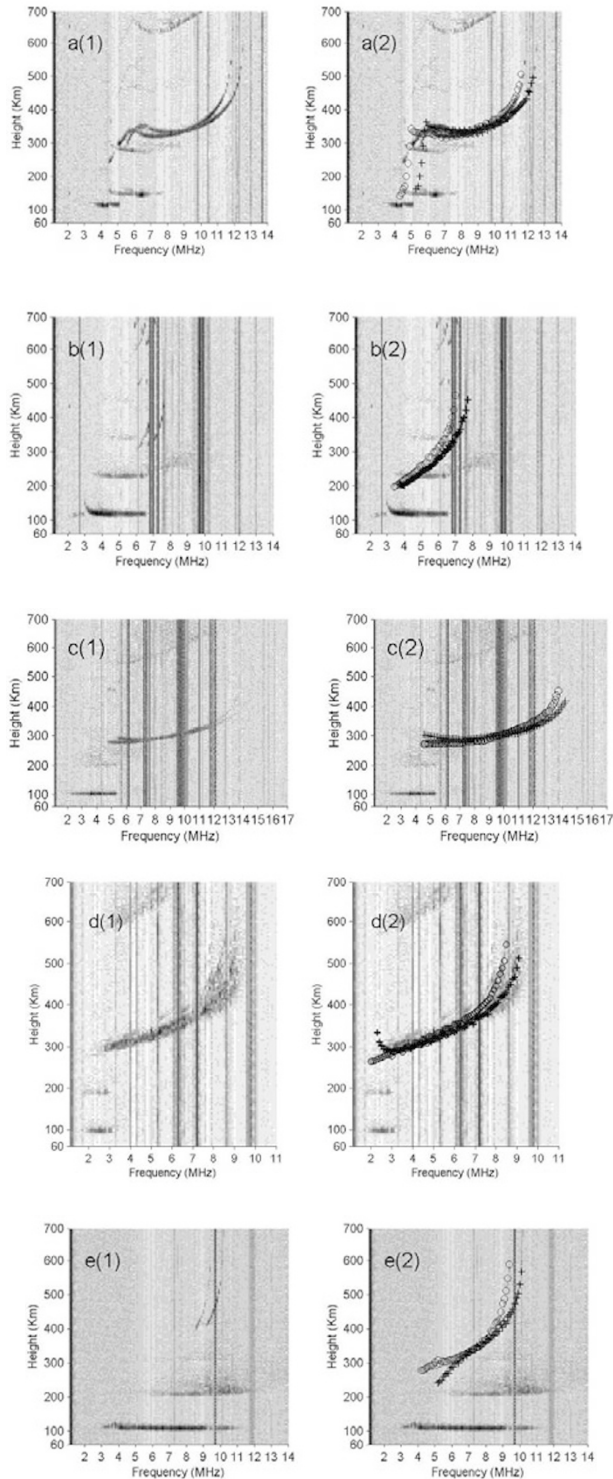 700 600 500 400 300 200 100 60
Height (Km)
a(1)
2 3 4 5 6 7 8 9 10 11 12 13 14
Frequency (MHz)
700 600 500 400 300 200 100 60
Height (Km)
a(2)
2 3 4 5 6 7 8 9 10 11 12 13 14
Frequency (MHz)
700 600 500 400 300 200 100 60
Height (Km)
b(1)
2 3 4 5 6 7 8 9 10 11 12 13 14
Frequency (MHz)
700 600 500 400 300 200 100 60
Height (Km)
b(2)
2 3 4 5 6 7 8 9 10 11 12 13 14
Frequency (MHz)
700 600 500 400 300 200 100 60
Height (Km)
c(1)
2 3 4 5 6 7 8 9 10 11 12 13 14 15 16 17
Frequency (MHz)
700 600 500 400 300 200 100 60
Height (Km)
c(2)
2 3 4 5 6 7 8 9 10 11 12 13 14 15 16 17
Frequency (MHz)
700 600 500 400 300 200 100 60
Height (Km)
d(1)
2 3 4 5 6 7 8 9 10 11
Frequency (MHz)
700 600 500 400 300 200 100 60
Height (Km)
d(2)
2 3 4 5 6 7 8 9 10 11
Frequency (MHz)
700 600 500 400 300 200 100 60
Height (Km)
e(1)
2 3 4 5 6 7 8 9 10 11 12 13 14
Frequency (MHz)
700 600 500 400 300 200 100 60
Height (Km)
e(2)
2 3 4 5 6 7 8 9 10 11 12 13 14
Frequency (MHz)